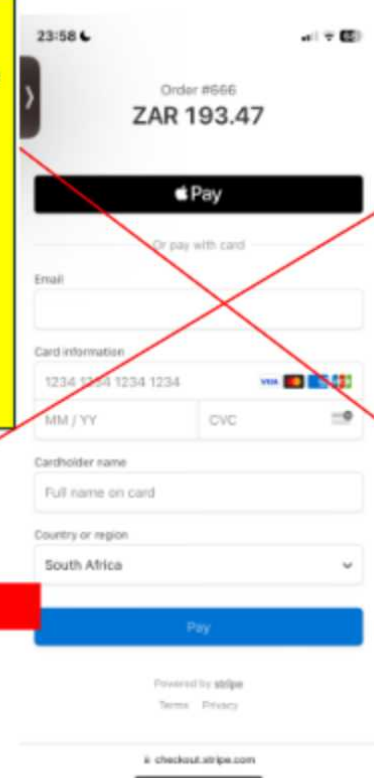 23:58
Order #666
ZAR 193.47
Pay
Or pay with card
Email
Card information
1234 1234 1234 1234 VISA
MM / YY CVC
Cardholder name
Full name on card
Country or region
South Africa
Pay
Powered by stripe
Terms Privacy
checkout.stripe.com